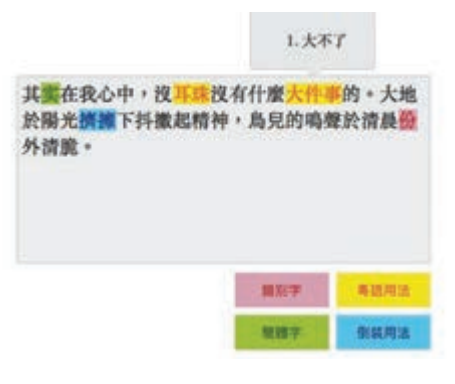 1. 大不了
其实在我心中，沒耳珠沒有什麼大件事的。大地
於陽光擠擁下抖擻起精神，鳥兒的鳴聲於清晨份
外清脆。
錯別字 粵語用法
簡體字 倒裝用法